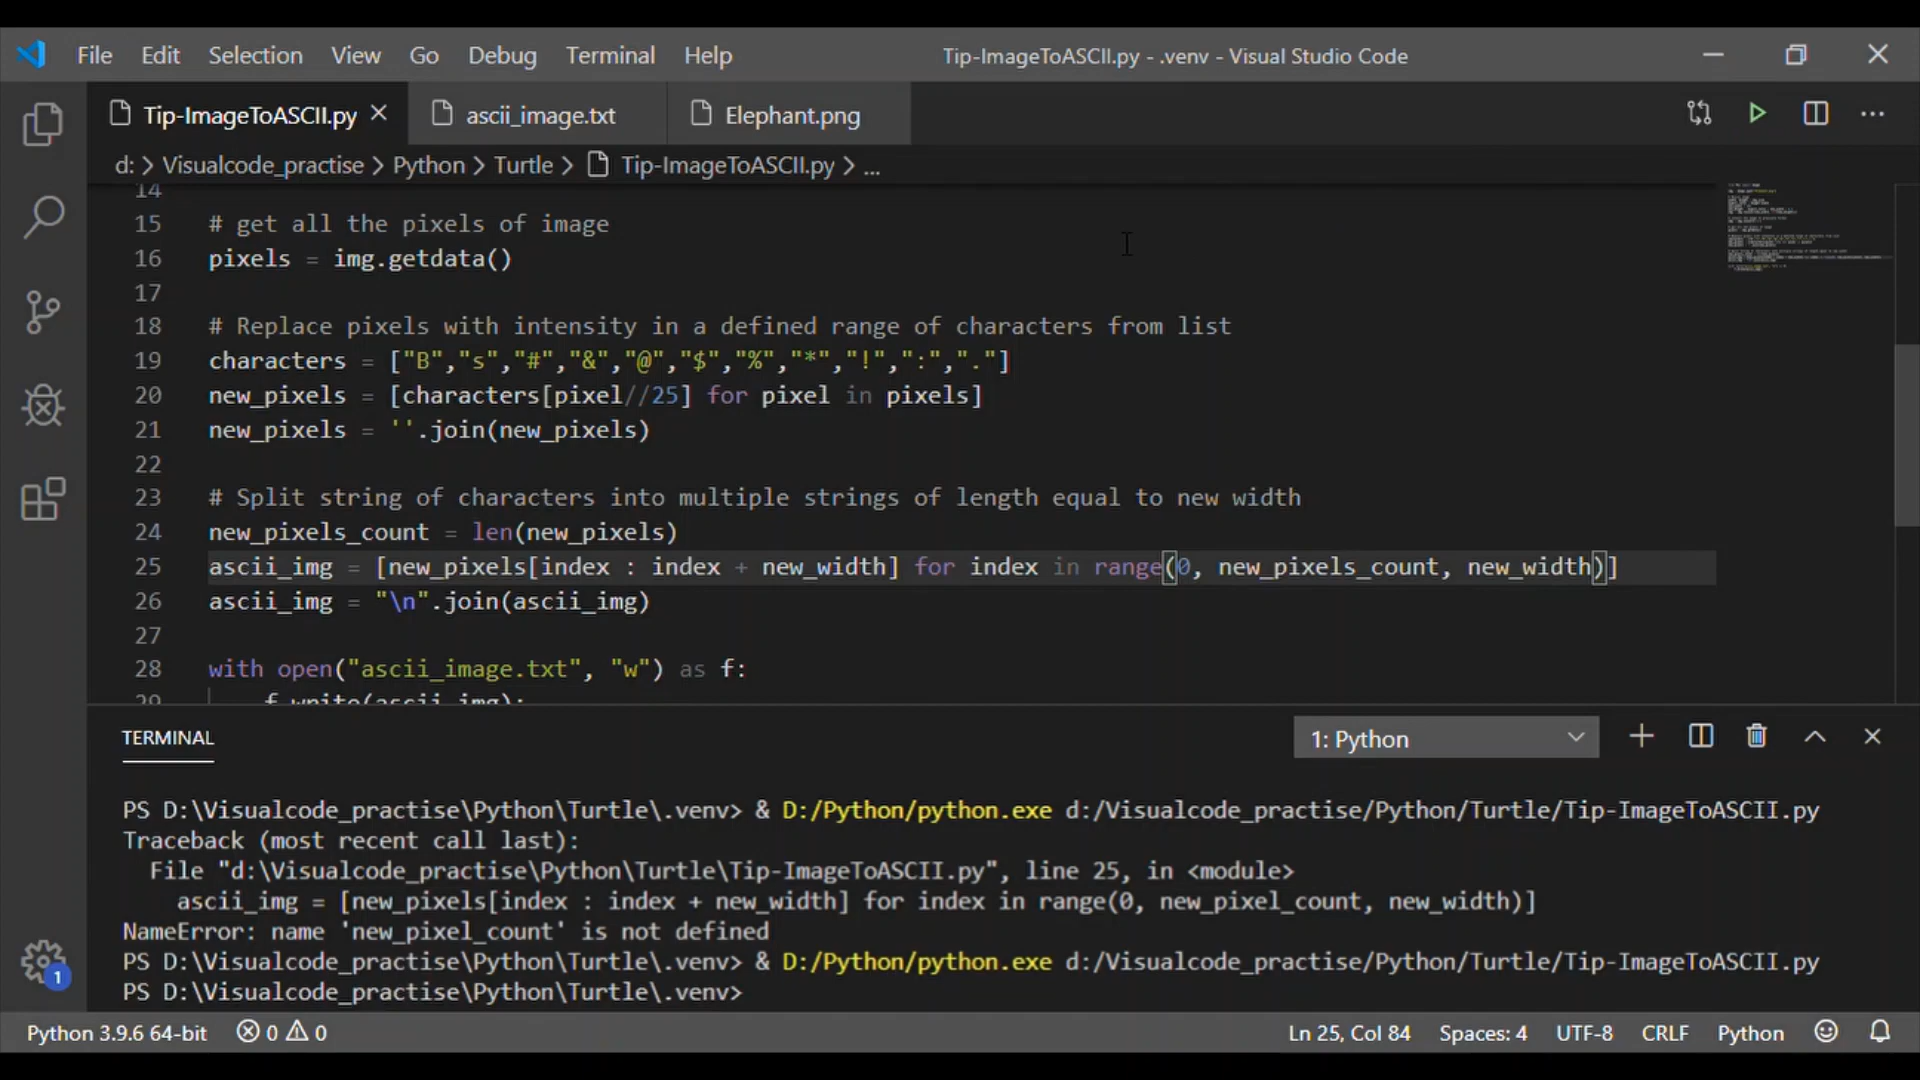 File Edit Selection View Go Debug Terminal Help Tip-ImageToASCII.py - .venv - Visual Studio Code
Tip-ImageToASCII.py ascii_image.txt Elephant.png
d: > Visualcode_practise > Python > Turtle > Tip-ImageToASCII.py > ...
14
15 # get all the pixels of image
16 pixels = img.getdata()
17
18 # Replace pixels with intensity in a defined range of characters from list
19 characters = ["B","s","#","&","@","$","%","*","!",":","."]
20 new_pixels = [characters[pixel//25] for pixel in pixels]
21 new_pixels = ''.join(new_pixels)
22
23 # Split string of characters into multiple strings of length equal to new width
24 new_pixels_count = len(new_pixels)
25 ascii_img = [new_pixels[index : index + new_width] for index in range(0, new_pixels_count, new_width)]
26 ascii_img = "\n".join(ascii_img)
27
28 with open("ascii_image.txt", "w") as f:
29 f.write(ascii_img);
TERMINAL 1: Python
PS D:\Visualcode_practise\Python\Turtle\.venv> & D:/Python/python.exe d:/Visualcode_practise/Python/Turtle/Tip-ImageToASCII.py
Traceback (most recent call last):
File "d:\Visualcode_practise\Python\Turtle\Tip-ImageToASCII.py", line 25, in <module>
ascii_img = [new_pixels[index : index + new_width] for index in range(0, new_pixel_count, new_width)]
NameError: name 'new_pixel_count' is not defined
PS D:\Visualcode_practise\Python\Turtle\.venv> & D:/Python/python.exe d:/Visualcode_practise/Python/Turtle/Tip-ImageToASCII.py
PS D:\Visualcode_practise\Python\Turtle\.venv>
1
Python 3.9.6 64-bit 0 0 Ln 25, Col 84 Spaces: 4 UTF-8 CRLF Python